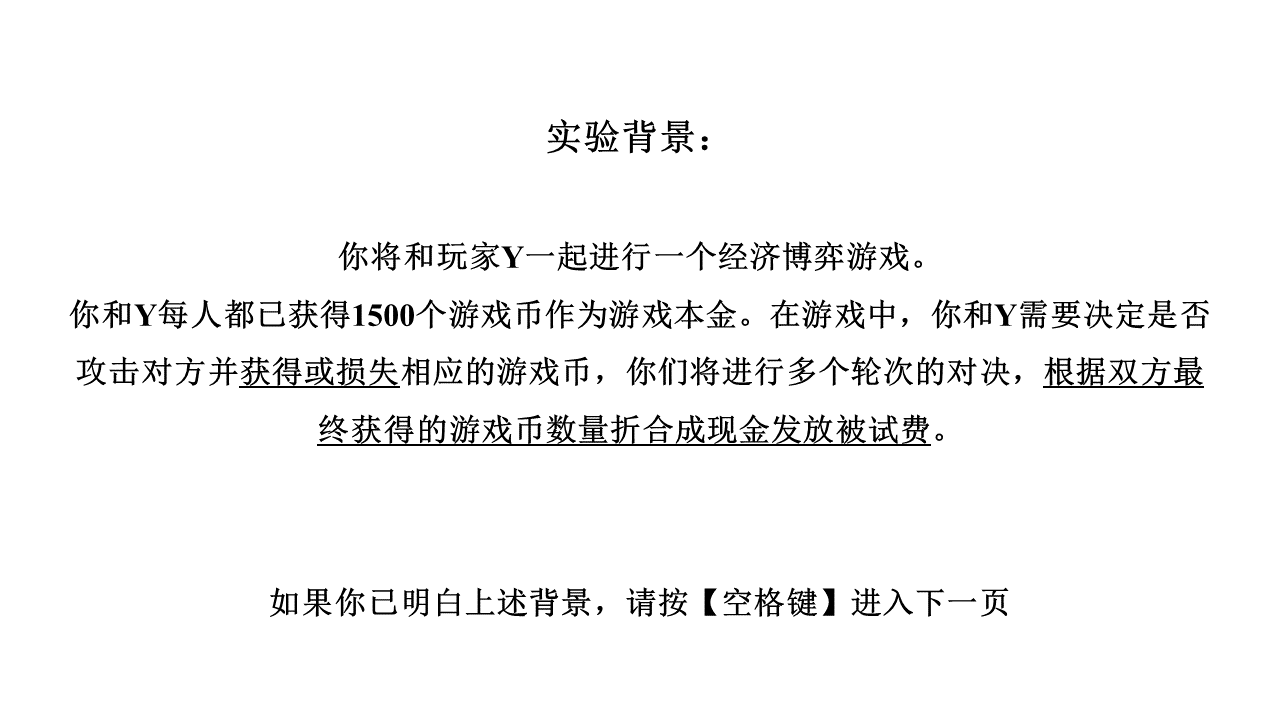 实验背景：
你将和玩家Y一起进行一个经济博弈游戏。
你和Y每人都已获得1500个游戏币作为游戏本金。在游戏中，你和Y需要决定是否
攻击对方并获得或损失相应的游戏币，你们将进行多个轮次的对决，根据双方最
终获得的游戏币数量折合成现金发放被试费。
如果你已明白上述背景，请按【空格键】进入下一页